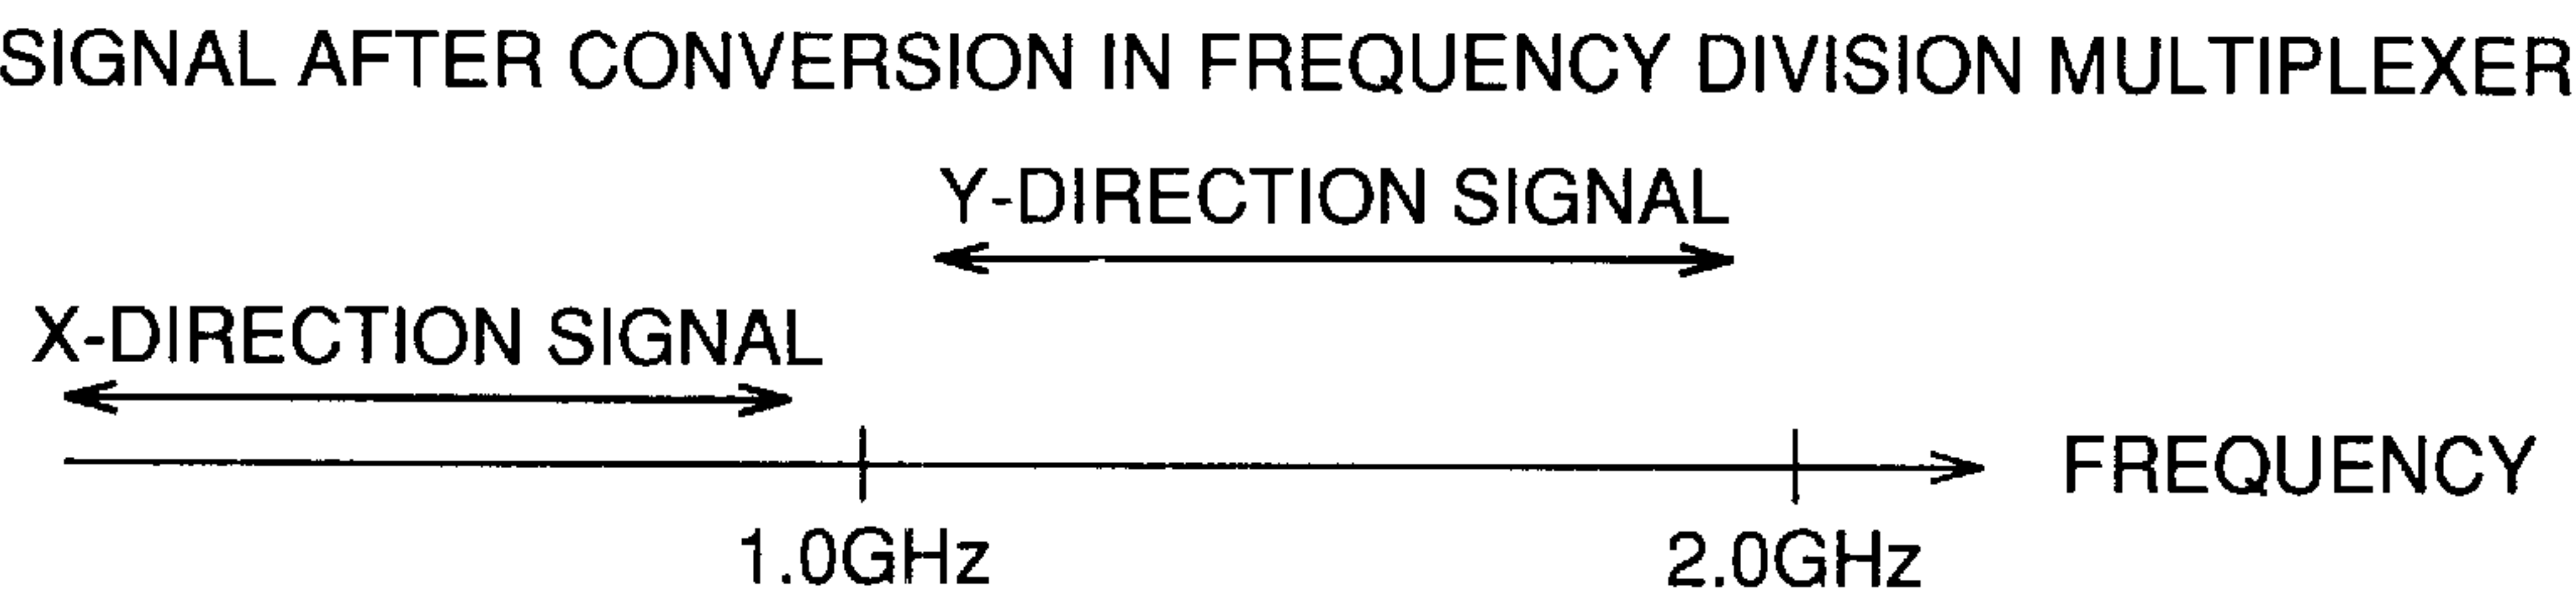 SIGNAL AFTER CONVERSION IN FREQUENCY DIVISION MULTIPLEXER
Y-DIRECTION SIGNAL
X-DIRECTION SIGNAL
FREQUENCY
1.0GHz
2.0GHz